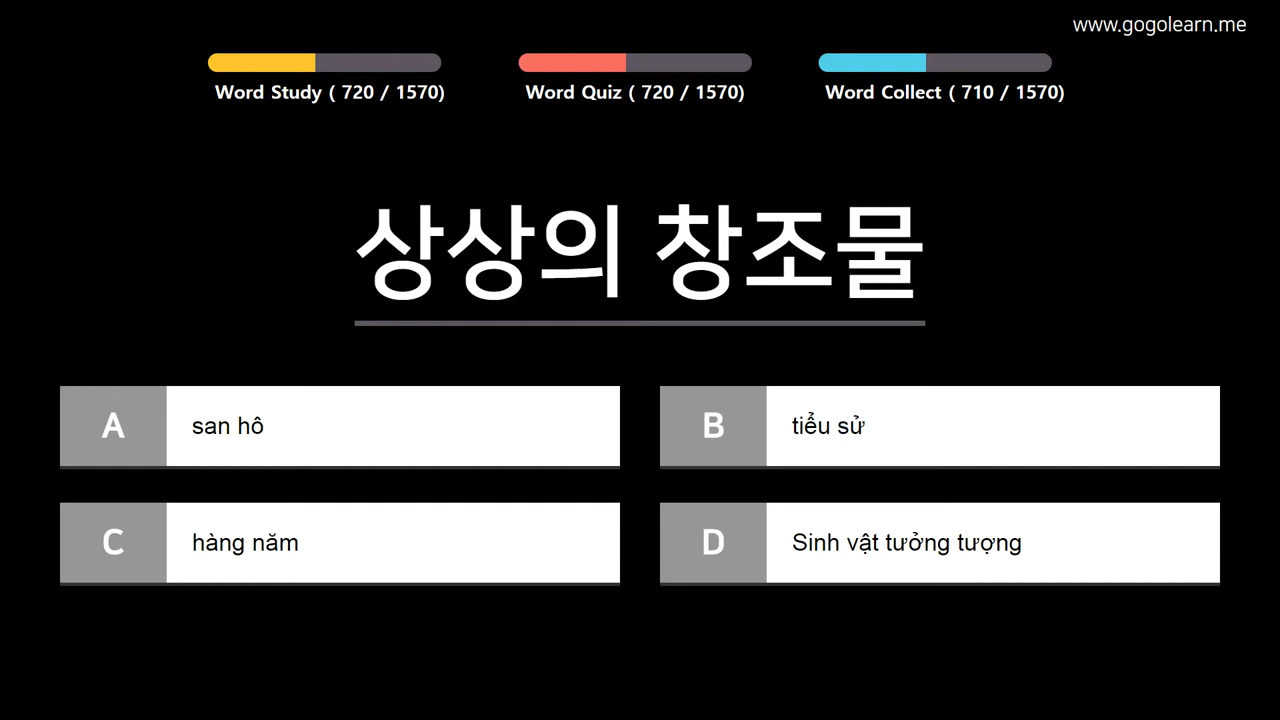 www.gogolearn.me
Word Study ( 720 / 1570)
Word Quiz ( 720 / 1570)
Word Collect ( 710 / 1570)
상상의 창조물
A
san hô
B
tiểu sử
C
hàng năm
D
Sinh vật tưởng tượng